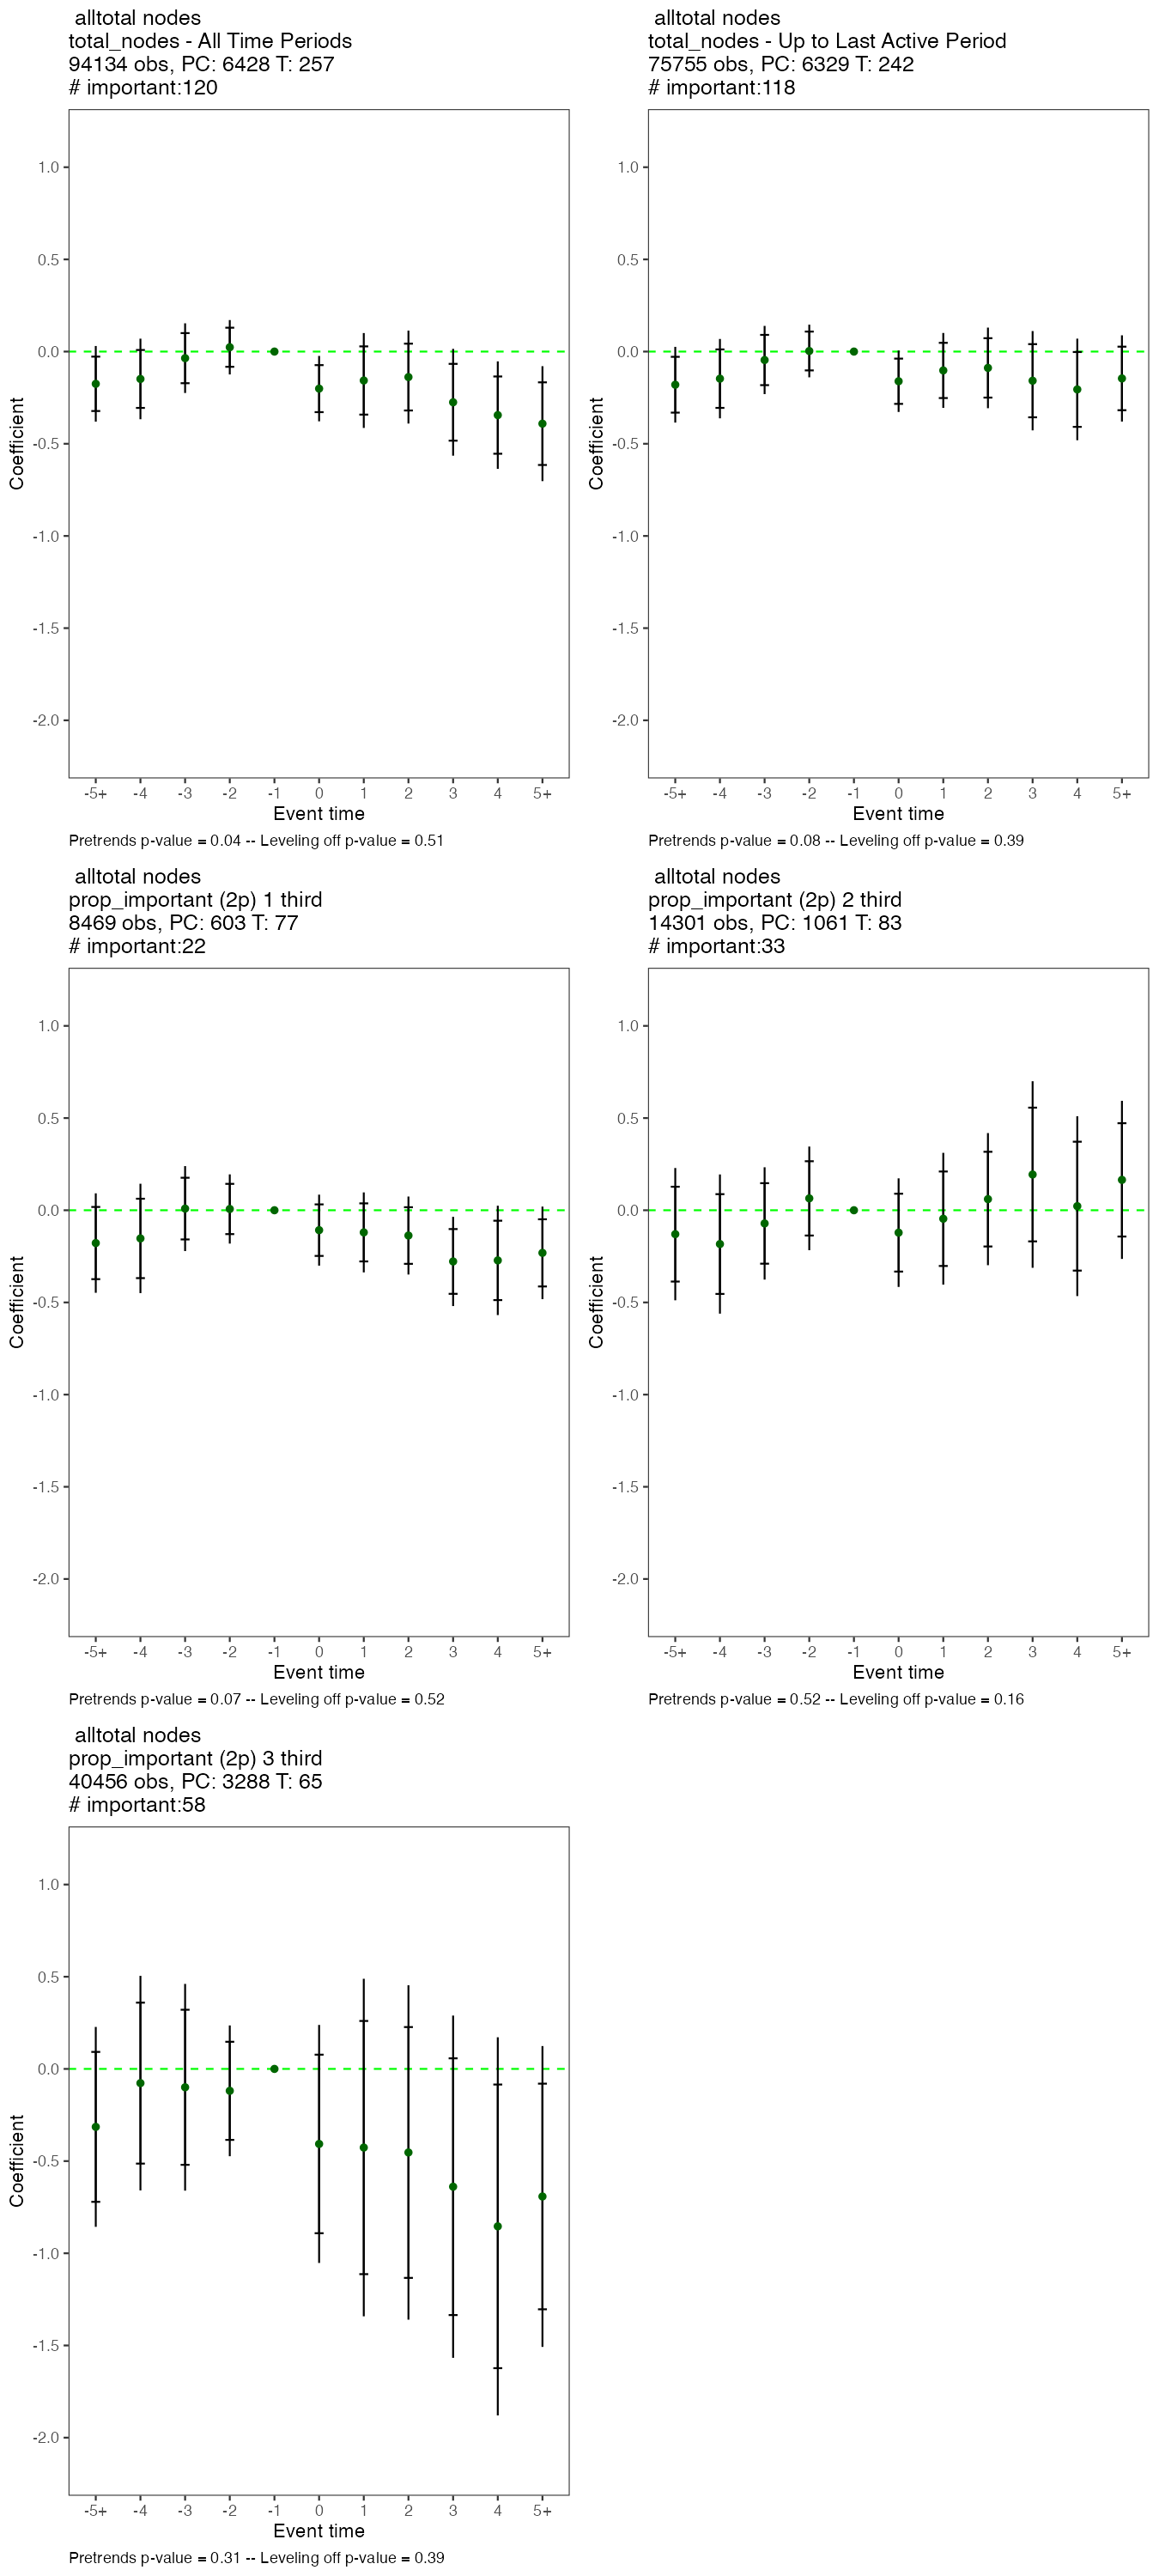 alltotal nodes
total_nodes - All Time Periods
94134 obs, PC: 6428 T: 257
# important:120
1.0
0.5
0.0
-0.5
-1.0
-1.5
-2.0
Coefficient
-5+ -4 -3 -2 -1 0 1 2 3 4 5+
Event time
Pretrends p-value = 0.04 -- Leveling off p-value = 0.51
alltotal nodes
total_nodes - Up to Last Active Period
75755 obs, PC: 6329 T: 242
# important:118
1.0
0.5
0.0
-0.5
-1.0
-1.5
-2.0
Coefficient
-5+ -4 -3 -2 -1 0 1 2 3 4 5+
Event time
Pretrends p-value = 0.08 -- Leveling off p-value = 0.39
alltotal nodes
prop_important (2p) 1 third
8469 obs, PC: 603 T: 77
# important:22
1.0
0.5
0.0
-0.5
-1.0
-1.5
-2.0
Coefficient
-5+ -4 -3 -2 -1 0 1 2 3 4 5+
Event time
Pretrends p-value = 0.07 -- Leveling off p-value = 0.52
alltotal nodes
prop_important (2p) 2 third
14301 obs, PC: 1061 T: 83
# important:33
1.0
0.5
0.0
-0.5
-1.0
-1.5
-2.0
Coefficient
-5+ -4 -3 -2 -1 0 1 2 3 4 5+
Event time
Pretrends p-value = 0.52 -- Leveling off p-value = 0.16
alltotal nodes
prop_important (2p) 3 third
40456 obs, PC: 3288 T: 65
# important:58
1.0
0.5
0.0
-0.5
-1.0
-1.5
-2.0
Coefficient
-5+ -4 -3 -2 -1 0 1 2 3 4 5+
Event time
Pretrends p-value = 0.31 -- Leveling off p-value = 0.39